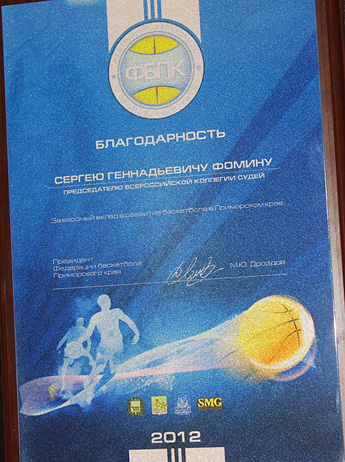 ФБПК
БЛАГОДАРНОСТЬ
СЕРГЕЮ ГЕННАДЬЕВИЧУ ФОМИНУ
ПРЕДСЕДАТЕЛЮ ВСЕРОССИЙСКОЙ КОЛЛЕГИИ СУДЕЙ
За весомый вклад в развитие баскетбола в Приморском крае
Президент
Федерации баскетбола
Приморского края
М.Ю. Дроздов
SMG
2012